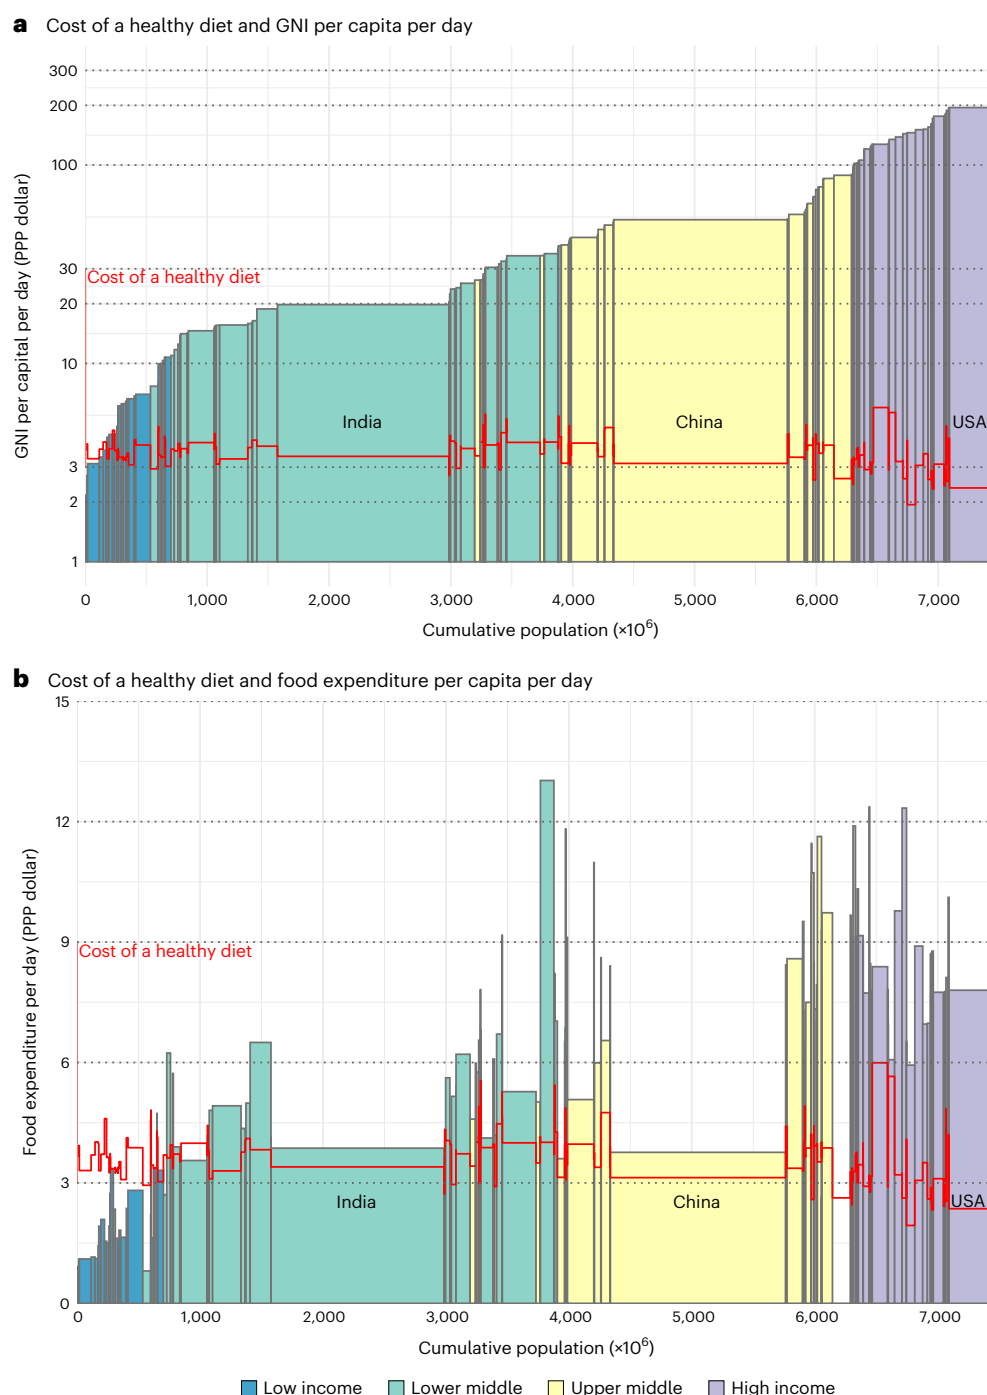 a Cost of a healthy diet and GNI per capita per day
GNI per capital per day (PPP dollar)
300
200
100
30
20
10
3
2
1
Cost of a healthy diet
India
China
USA
0 1,000 2,000 3,000 4,000 5,000 6,000 7,000
Cumulative population (×10⁶)
b Cost of a healthy diet and food expenditure per capita per day
Food expenditure per day (PPP dollar)
15
12
9
6
3
0
Cost of a healthy diet
India
China
USA
0 1,000 2,000 3,000 4,000 5,000 6,000 7,000
Cumulative population (×10⁶)
Low income Lower middle Upper middle High income